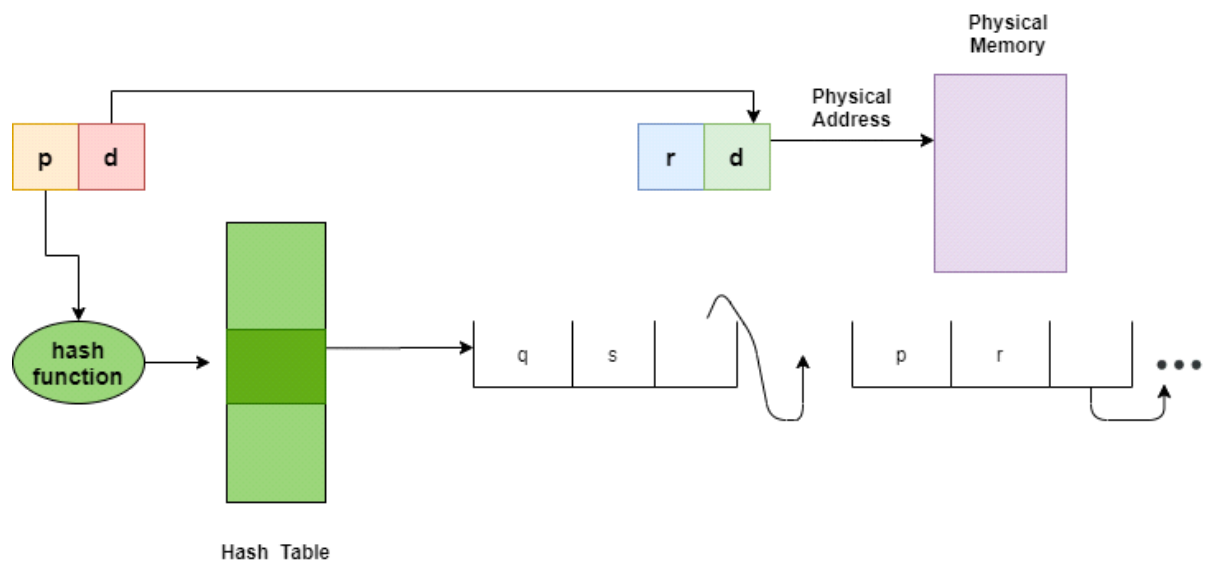 Physical
Memory
Physical
Address
p d
r d
hash
function
q s
p r
Hash Table